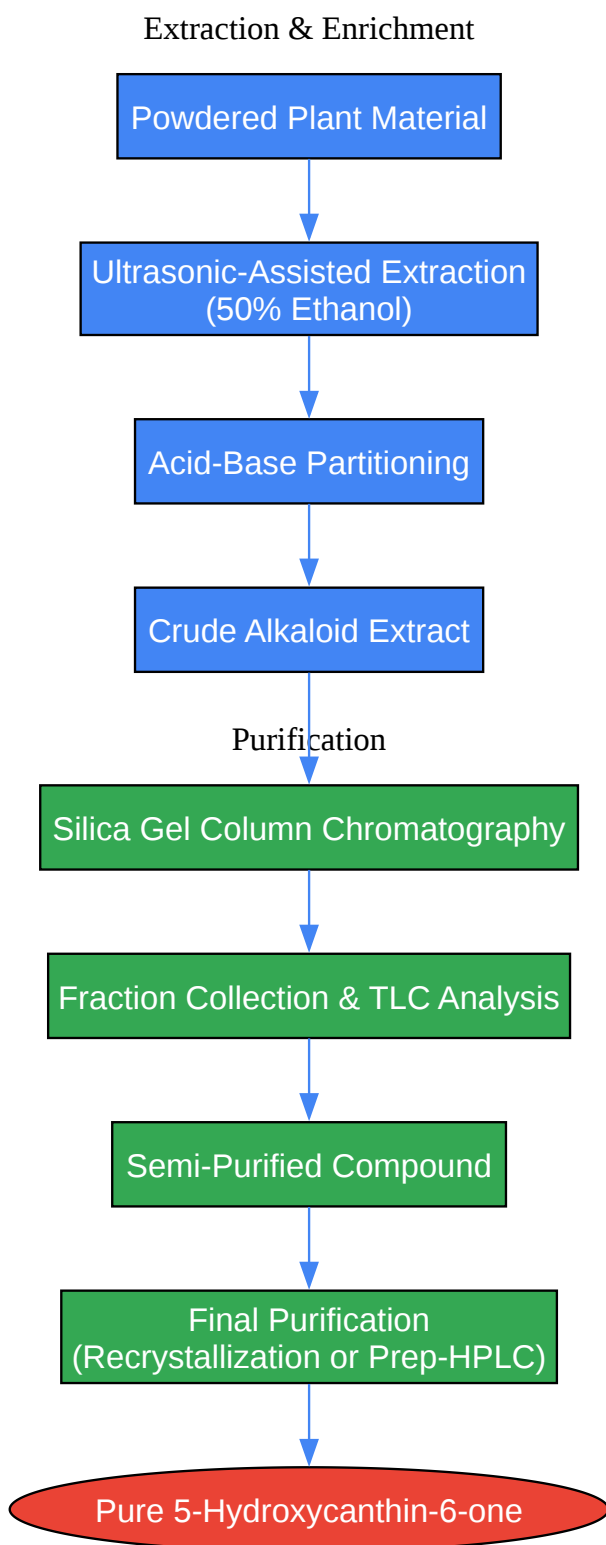 Extraction & Enrichment
Powdered Plant Material
Ultrasonic-Assisted Extraction
(50% Ethanol)
Acid-Base Partitioning
Crude Alkaloid Extract
Purification
Silica Gel Column Chromatography
Fraction Collection & TLC Analysis
Semi-Purified Compound
Final Purification
(Recrystallization or Prep-HPLC)
Pure 5-Hydroxycanthin-6-one